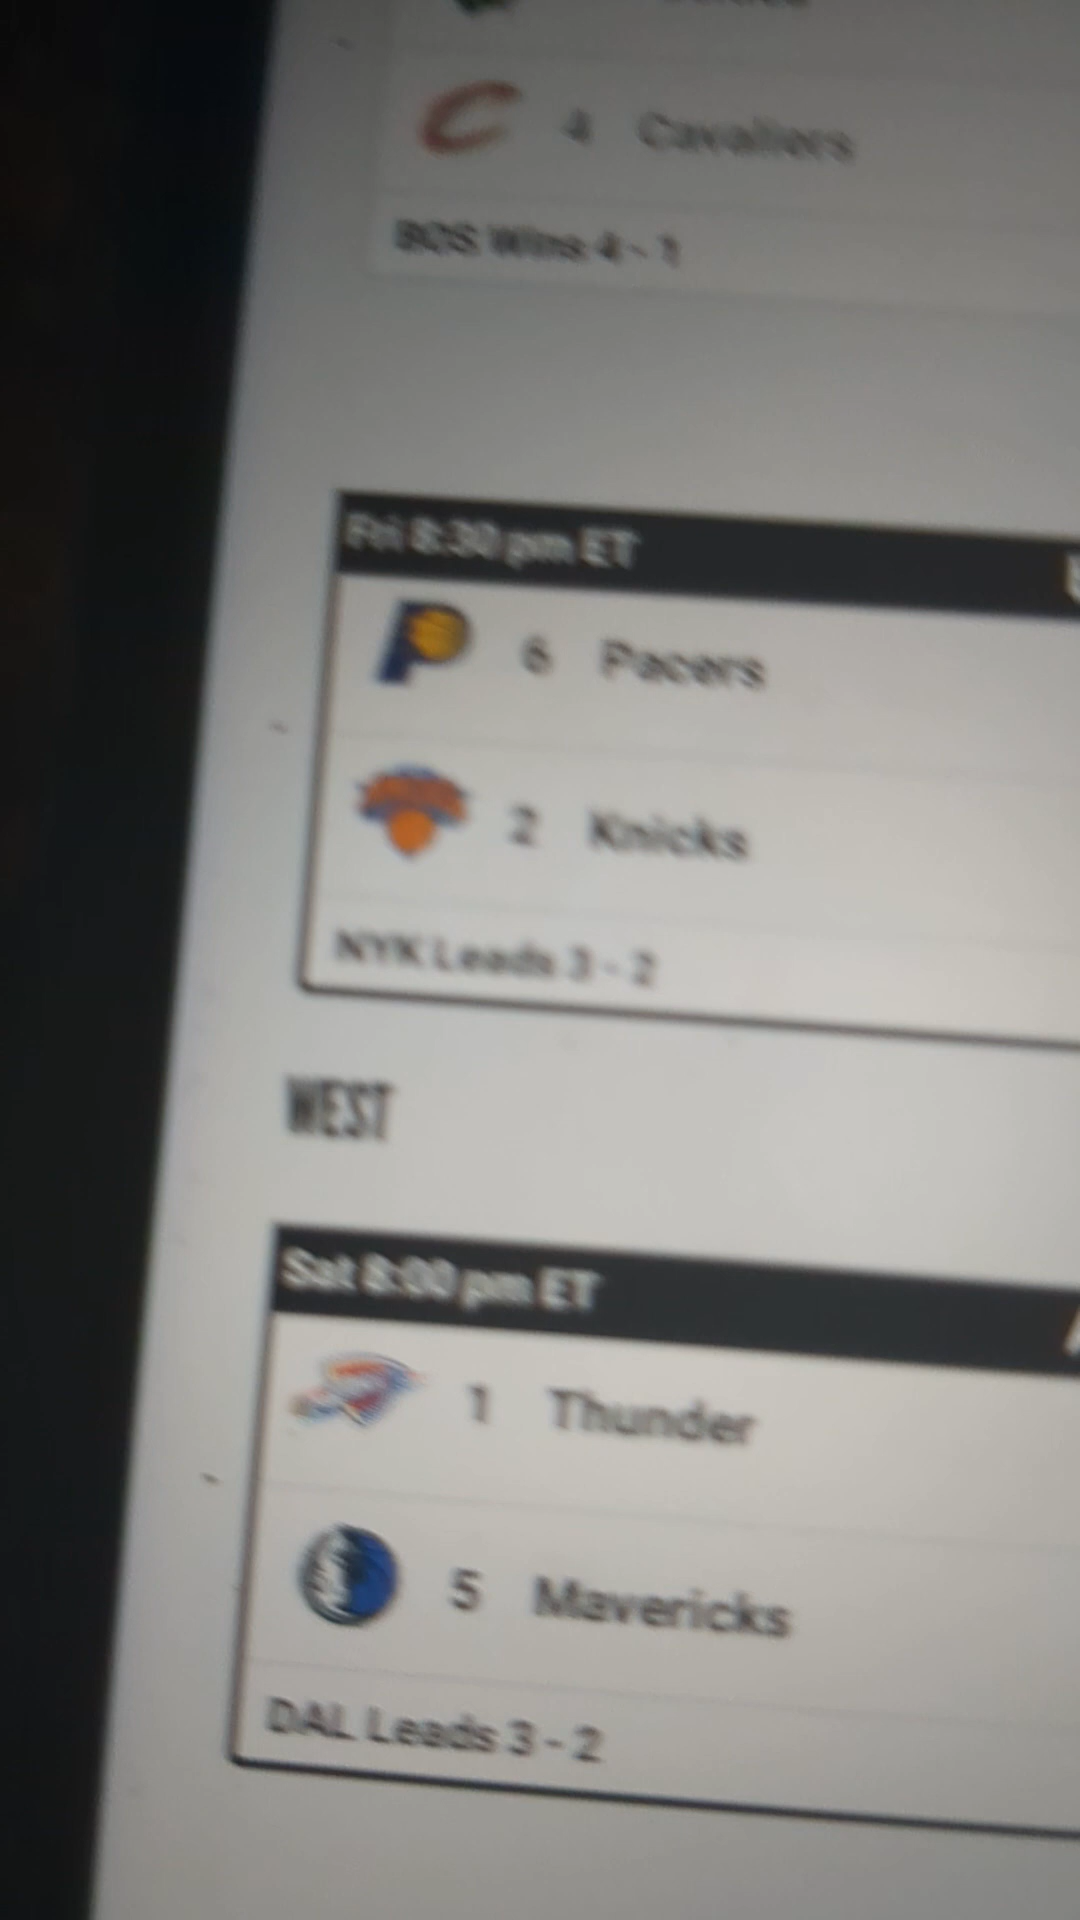 4 Cavaliers
BOS Wins 4 - 1
Fri 8:30 pm ET
6 Pacers
2 Knicks
NYK Leads 3 - 2
WEST
Sat 8:00 pm ET
1 Thunder
5 Mavericks
DAL Leads 3 - 2